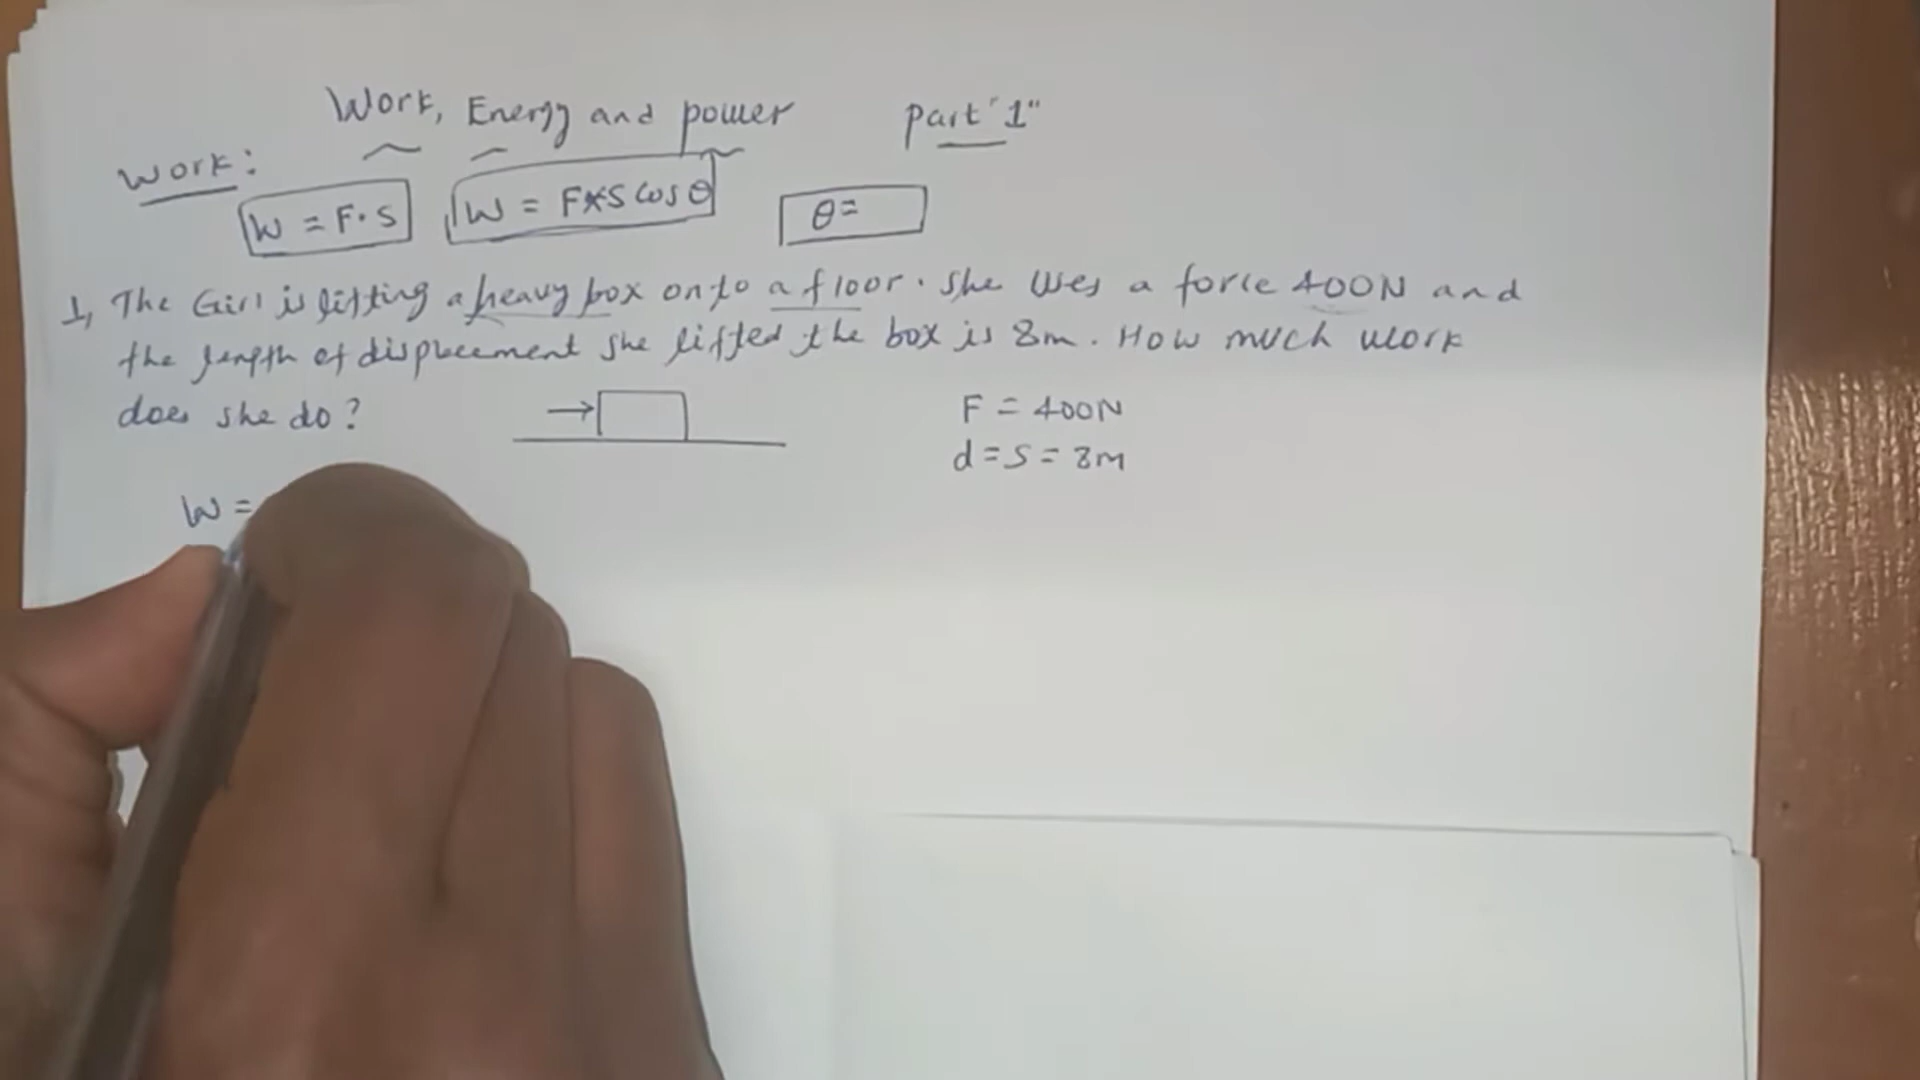 Work, Energy and power Part "1"
Work:
W = F·S W = F×S Cos θ θ=
1, The Girl is lifting a heavy box onto a floor. She Uses a force 400N and
the length of displacement she lifted the box is 8m. How much work
does she do?
F = 400N
d = S = 8m
W =